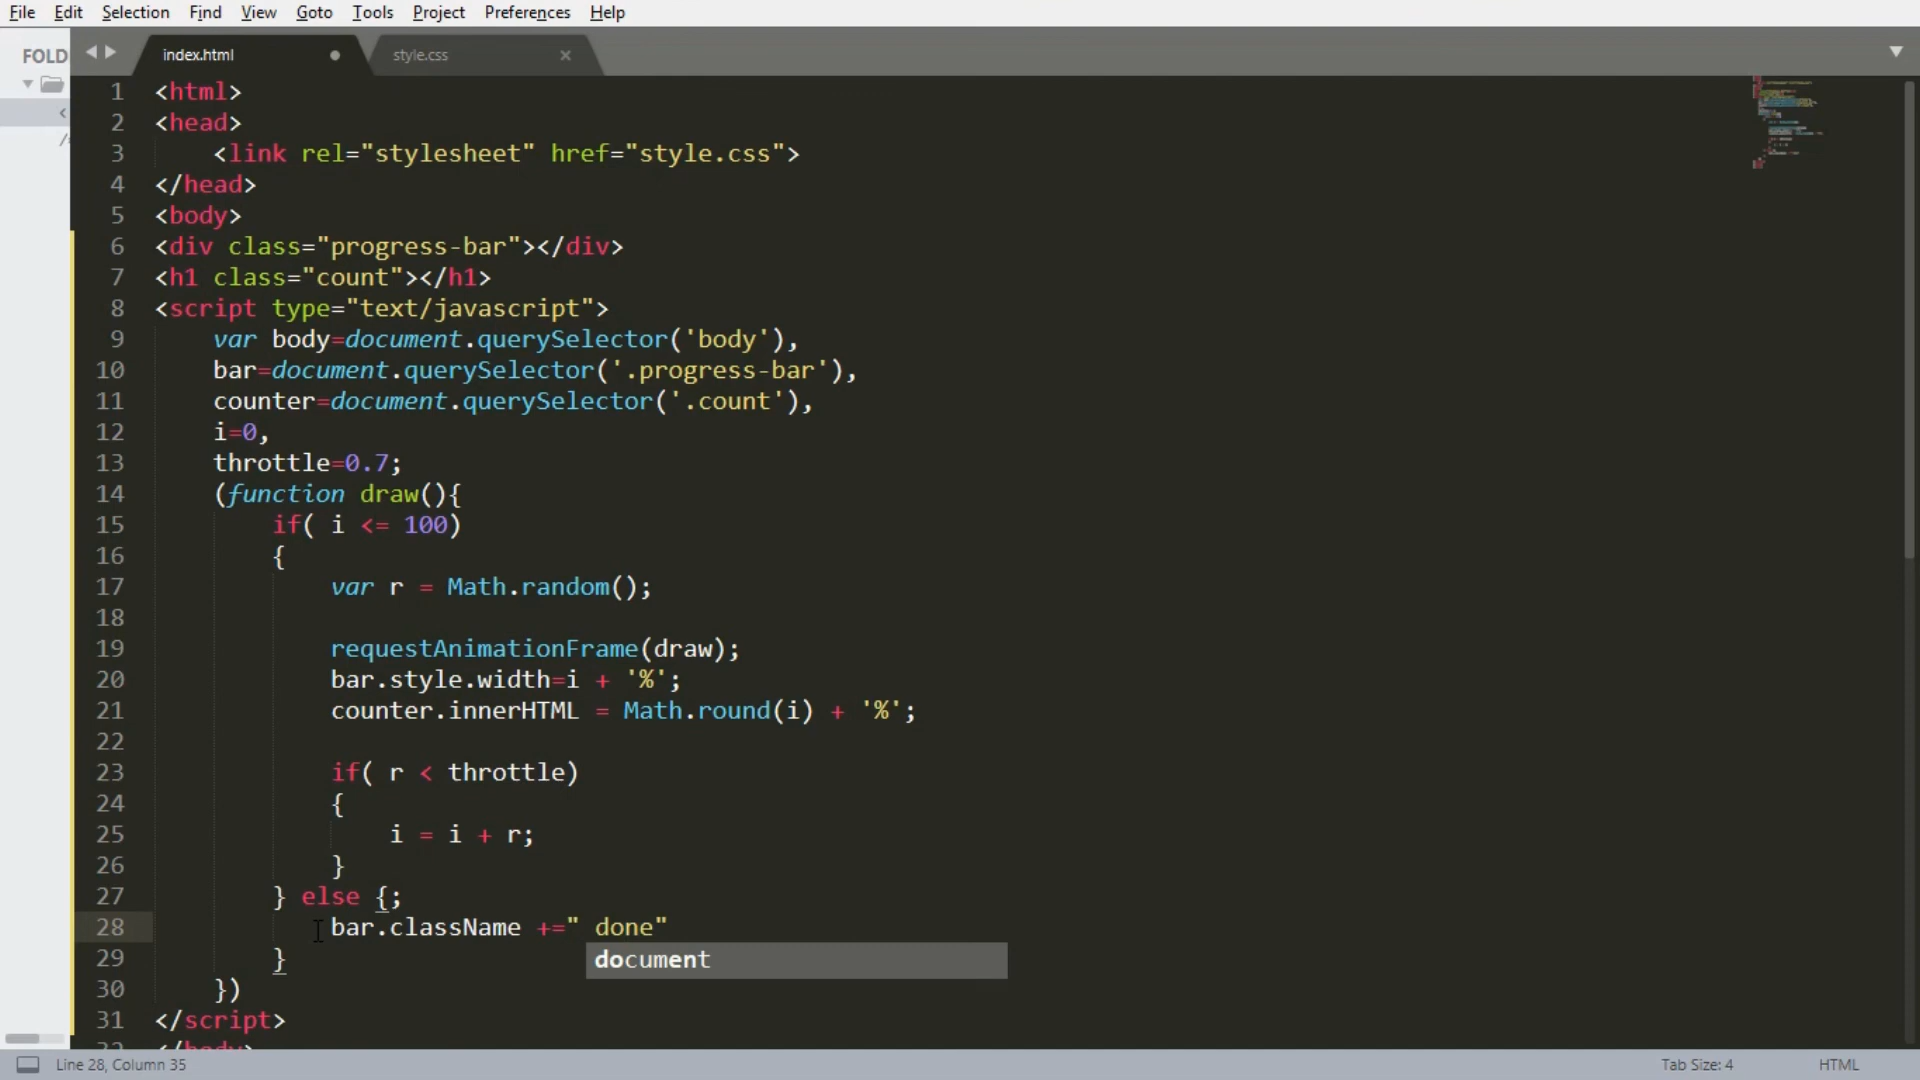 File Edit Selection Find View Goto Tools Project Preferences Help
FOLD
index.html
style.css
1 <html>
2 <head>
3 <link rel="stylesheet" href="style.css">
4 </head>
5 <body>
6 <div class="progress-bar"></div>
7 <h1 class="count"></h1>
8 <script type="text/javascript">
9 var body=document.querySelector('body'),
10 bar=document.querySelector('.progress-bar'),
11 counter=document.querySelector('.count'),
12 i=0,
13 throttle=0.7;
14 (function draw(){
15 if( i <= 100)
16 {
17 var r = Math.random();
18
19 requestAnimationFrame(draw);
20 bar.style.width=i + '%';
21 counter.innerHTML = Math.round(i) + '%';
22
23 if( r < throttle)
24 {
25 i = i + r;
26 }
27 } else {;
28 bar.className +=" done"
document
29 }
30 })
31 </script>
32 </body>
Line 28, Column 35
Tab Size: 4
HTML